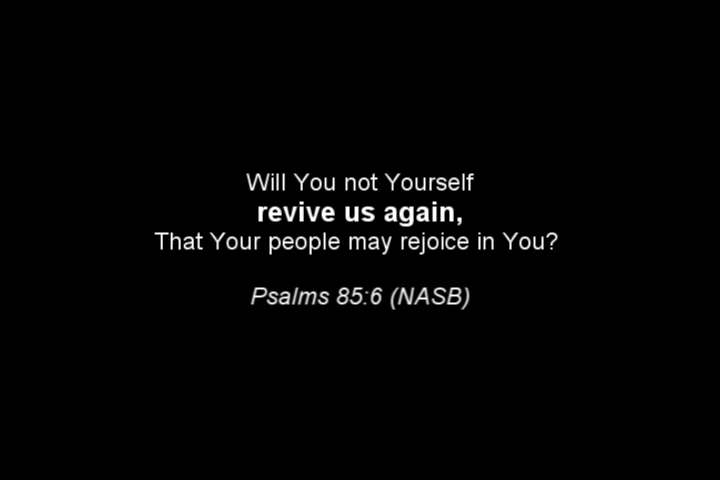 Will You not Yourself
revive us again,
That Your people may rejoice in You?
Psalms 85:6 (NASB)